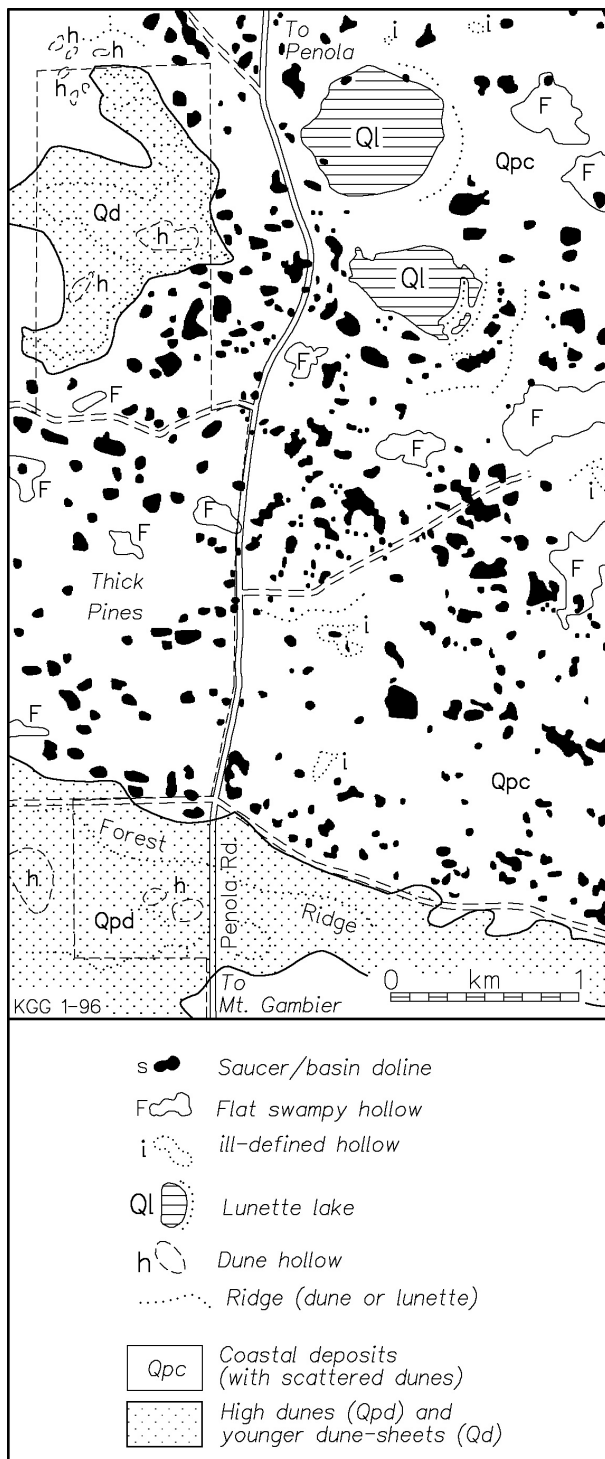 To
Penola
h
h
h
i
i
F
Ql
Qpc
F
Qd
h
Ql
h
F
F
F
F
F
F
i
F
F
Thick
Pines
i
i
F
i
Qpc
Forest
h
h
Qpd
Penola Rd.
Ridge
To
Mt. Gambier
0 km 1
KGG 1-96
s Saucer/basin doline
F Flat swampy hollow
i ill-defined hollow
Ql Lunette lake
h Dune hollow
Ridge (dune or lunette)
Qpc Coastal deposits
(with scattered dunes)
High dunes (Qpd) and
younger dune-sheets (Qd)